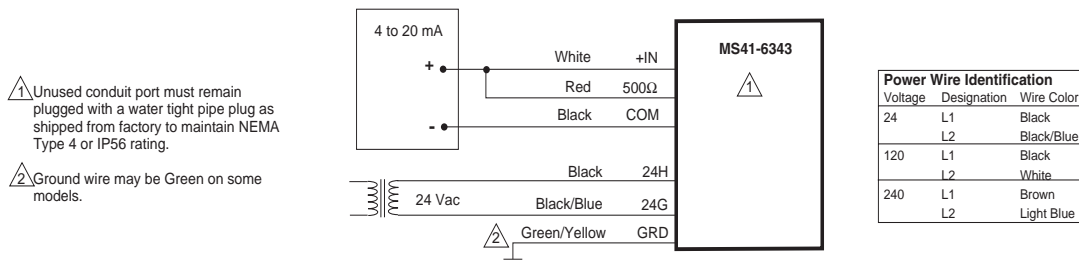 1 Unused conduit port must remain
plugged with a water tight pipe plug as
shipped from factory to maintain NEMA
Type 4 or IP56 rating.
2 Ground wire may be Green on some
models.
4 to 20 mA
+
-
White +IN
Red 500Ω
Black COM
MS41-6343
1
24 Vac
Black 24H
Black/Blue 24G
2 Green/Yellow GRD
Power Wire Identification
Voltage Designation Wire Color
24 L1 Black
L2 Black/Blue
120 L1 Black
L2 White
240 L1 Brown
L2 Light Blue